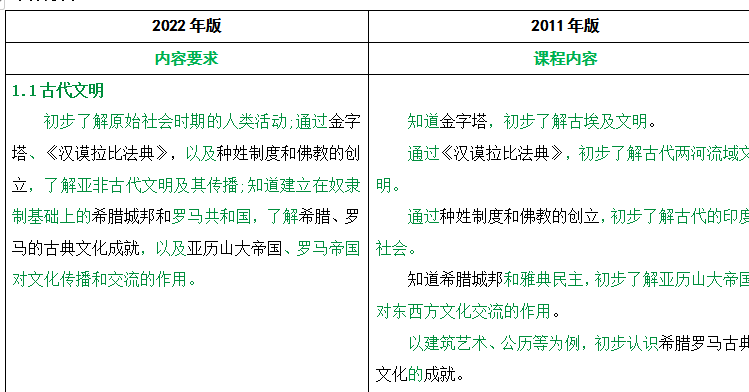 2022年版
2011年版
内容要求
课程内容
1.1古代文明
初步了解原始社会时期的人类活动;通过金字
塔、《汉谟拉比法典》，以及种姓制度和佛教的创
立，了解亚非古代文明及其传播;知道建立在奴隶
制基础上的希腊城邦和罗马共和国，了解希腊、罗
马的古典文化成就，以及亚历山大帝国、罗马帝国
对文化传播和交流的作用。
知道金字塔，初步了解古埃及文明。
通过《汉谟拉比法典》，初步了解古代两河流域文
明。
通过种姓制度和佛教的创立，初步了解古代的印度
社会。
知道希腊城邦和雅典民主，初步了解亚历山大帝国
对东西方文化交流的作用。
以建筑艺术、公历等为例，初步认识希腊罗马古典
文化的成就。